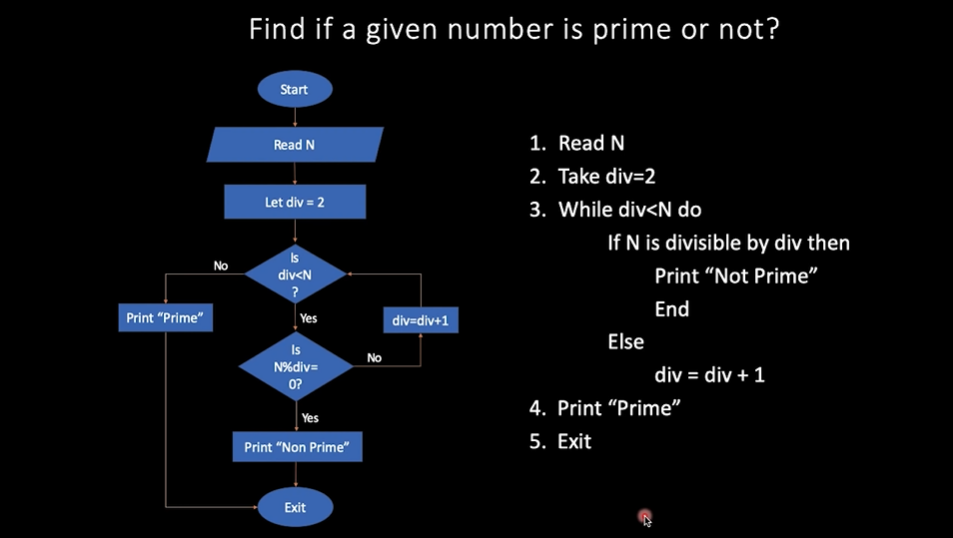 Find if a given number is prime or not?
Start
Read N
Let div = 2
Is
div<N
?
No
Yes
Print “Prime”
div=div+1
Is
N%div=
0?
No
Yes
Print “Non Prime”
Exit
1. Read N
2. Take div=2
3. While div<N do
If N is divisible by div then
Print “Not Prime”
End
Else
div = div + 1
4. Print “Prime”
5. Exit